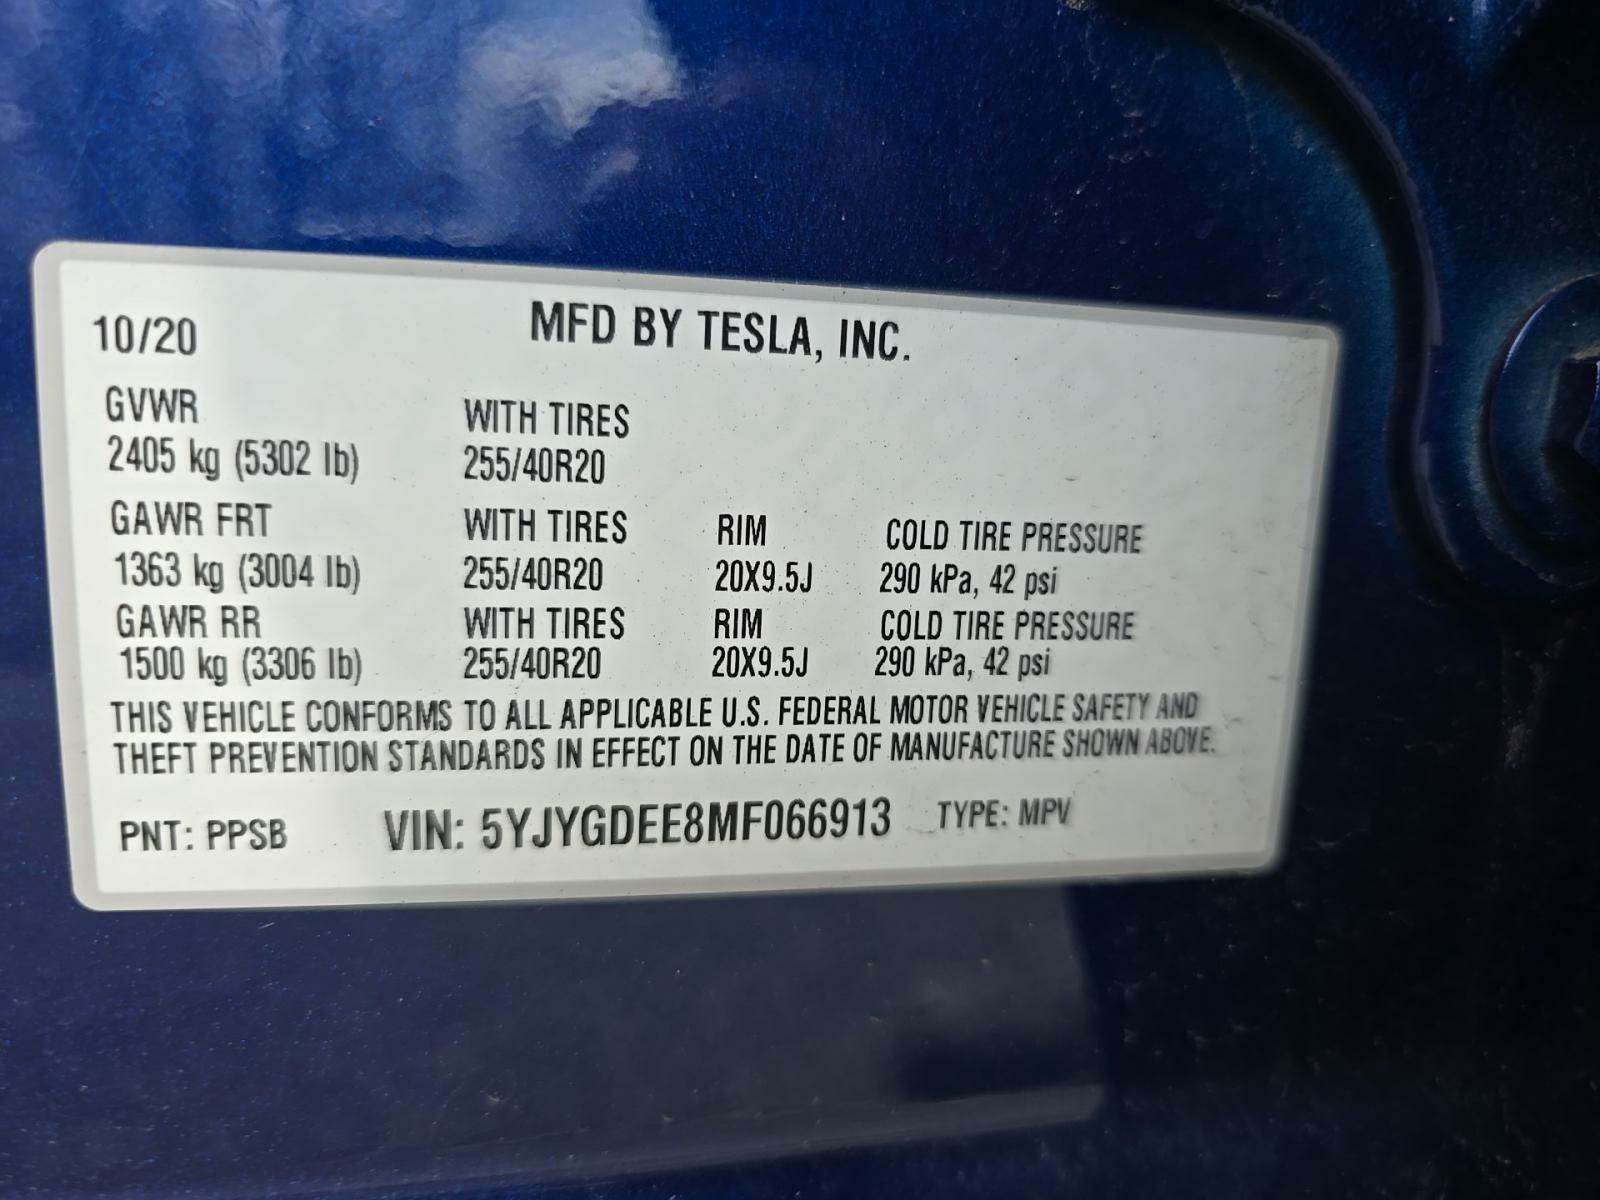 10/20 MFD BY TESLA, INC.
GVWR WITH TIRES
2405 kg (5302 lb) 255/40R20
GAWR FRT WITH TIRES RIM COLD TIRE PRESSURE
1363 kg (3004 lb) 255/40R20 20X9.5J 290 kPa, 42 psi
GAWR RR WITH TIRES RIM COLD TIRE PRESSURE
1500 kg (3306 lb) 255/40R20 20X9.5J 290 kPa, 42 psi
THIS VEHICLE CONFORMS TO ALL APPLICABLE U.S. FEDERAL MOTOR VEHICLE SAFETY AND
THEFT PREVENTION STANDARDS IN EFFECT ON THE DATE OF MANUFACTURE SHOWN ABOVE.
PNT: PPSB VIN: 5YJYGDEE8MF066913 TYPE: MPV